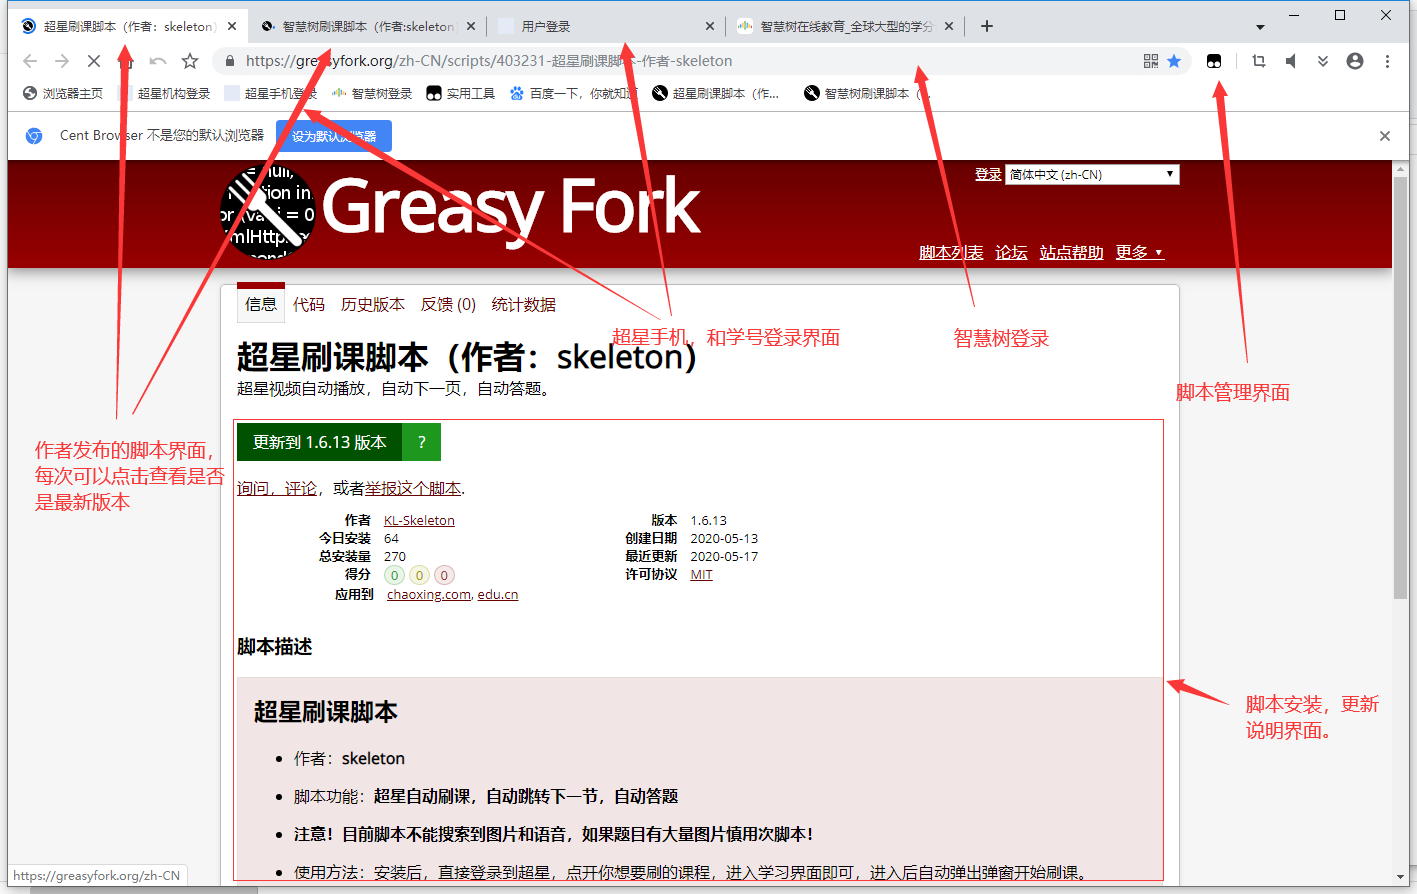 超星刷课脚本（作者：skeleton）
智慧树刷课脚本（作者:skeleton
用户登录
智慧树在线教育_全球大型的学分
https://greasyfork.org/zh-CN/scripts/403231-超星刷课脚本-作者-skeleton
浏览器主页
超星机构登录
超星手机登录
智慧树登录
实用工具
百度一下，你就知道
超星刷课脚本（作...
智慧树刷课脚本（...
Cent Browser 不是您的默认浏览器
设为默认浏览器
Greasy Fork
登录
简体中文 (zh-CN)
脚本列表 论坛 站点帮助 更多
信息 代码 历史版本 反馈 (0) 统计数据
超星手机，和学号登录界面
智慧树登录
脚本管理界面
超星刷课脚本（作者：skeleton）
超星视频自动播放，自动下一页，自动答题。
作者发布的脚本界面，
每次可以点击查看是否
是最新版本
更新到 1.6.13 版本 ?
询问，评论，或者举报这个脚本.
作者 KL-Skeleton
今日安装 64
总安装量 270
得分 0 0 0
应用到 chaoxing.com, edu.cn
版本 1.6.13
创建日期 2020-05-13
最近更新 2020-05-17
许可协议 MIT
脚本描述
超星刷课脚本
作者：skeleton
脚本功能：超星自动刷课，自动跳转下一节，自动答题
注意！目前脚本不能搜索到图片和语音，如果题目有大量图片慎用次脚本！
使用方法：安装后，直接登录到超星，点开你想要刷的课程，进入学习界面即可，进入后自动弹出弹窗开始刷课。
脚本安装，更新
说明界面。
https://greasyfork.org/zh-CN